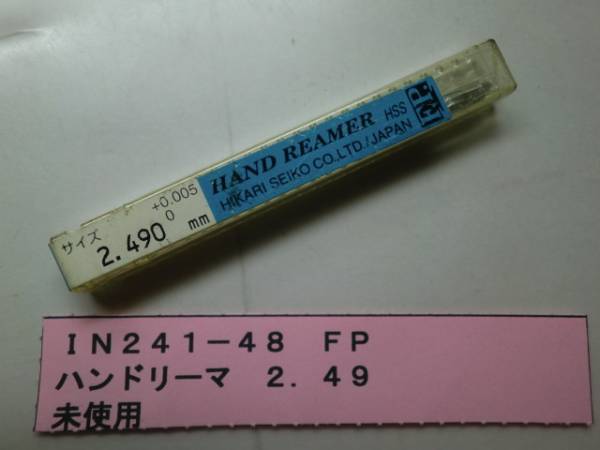 サイズ
+0.005
0
2.490 mm
HAND REAMER HSS
HIKARI SEIKO CO.,LTD./JAPAN
ＩＮ２４１－４８　ＦＰ
ハンドリーマ　２．４９
未使用